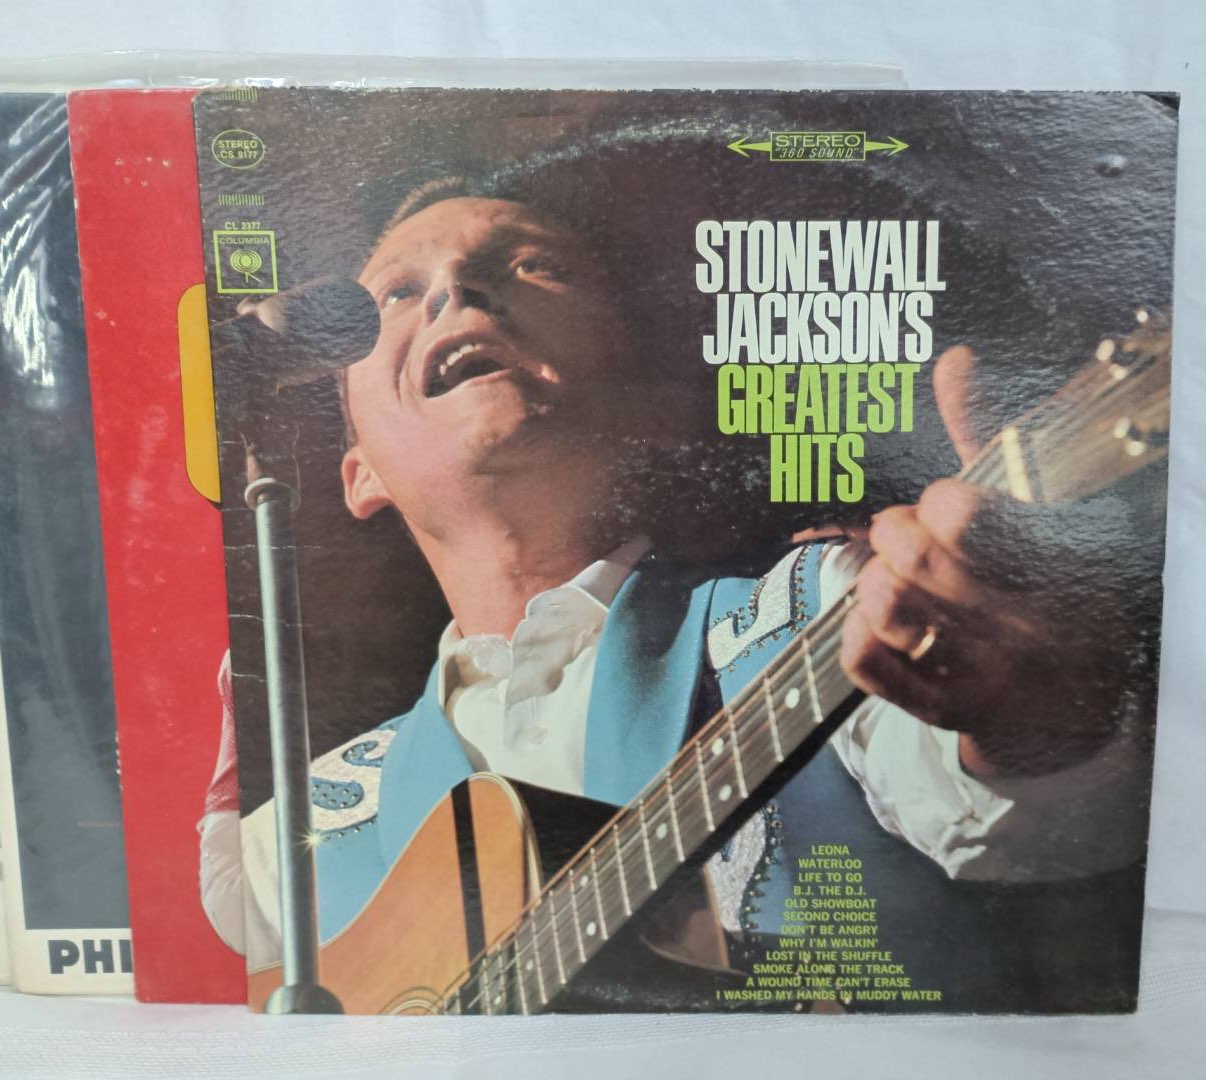 STEREO
CS 9177
CL 2377
COLUMBIA
STEREO
"360 SOUND"
STONEWALL
JACKSON'S
GREATEST
HITS
LEONA
WATERLOO
LIFE TO GO
B.J. THE D.J.
OLD SHOWBOAT
SECOND CHOICE
DON'T BE ANGRY
WHY I'M WALKIN'
LOST IN THE SHUFFLE
SMOKE ALONG THE TRACK
A WOUND TIME CAN'T ERASE
I WASHED MY HANDS IN MUDDY WATER
PHI